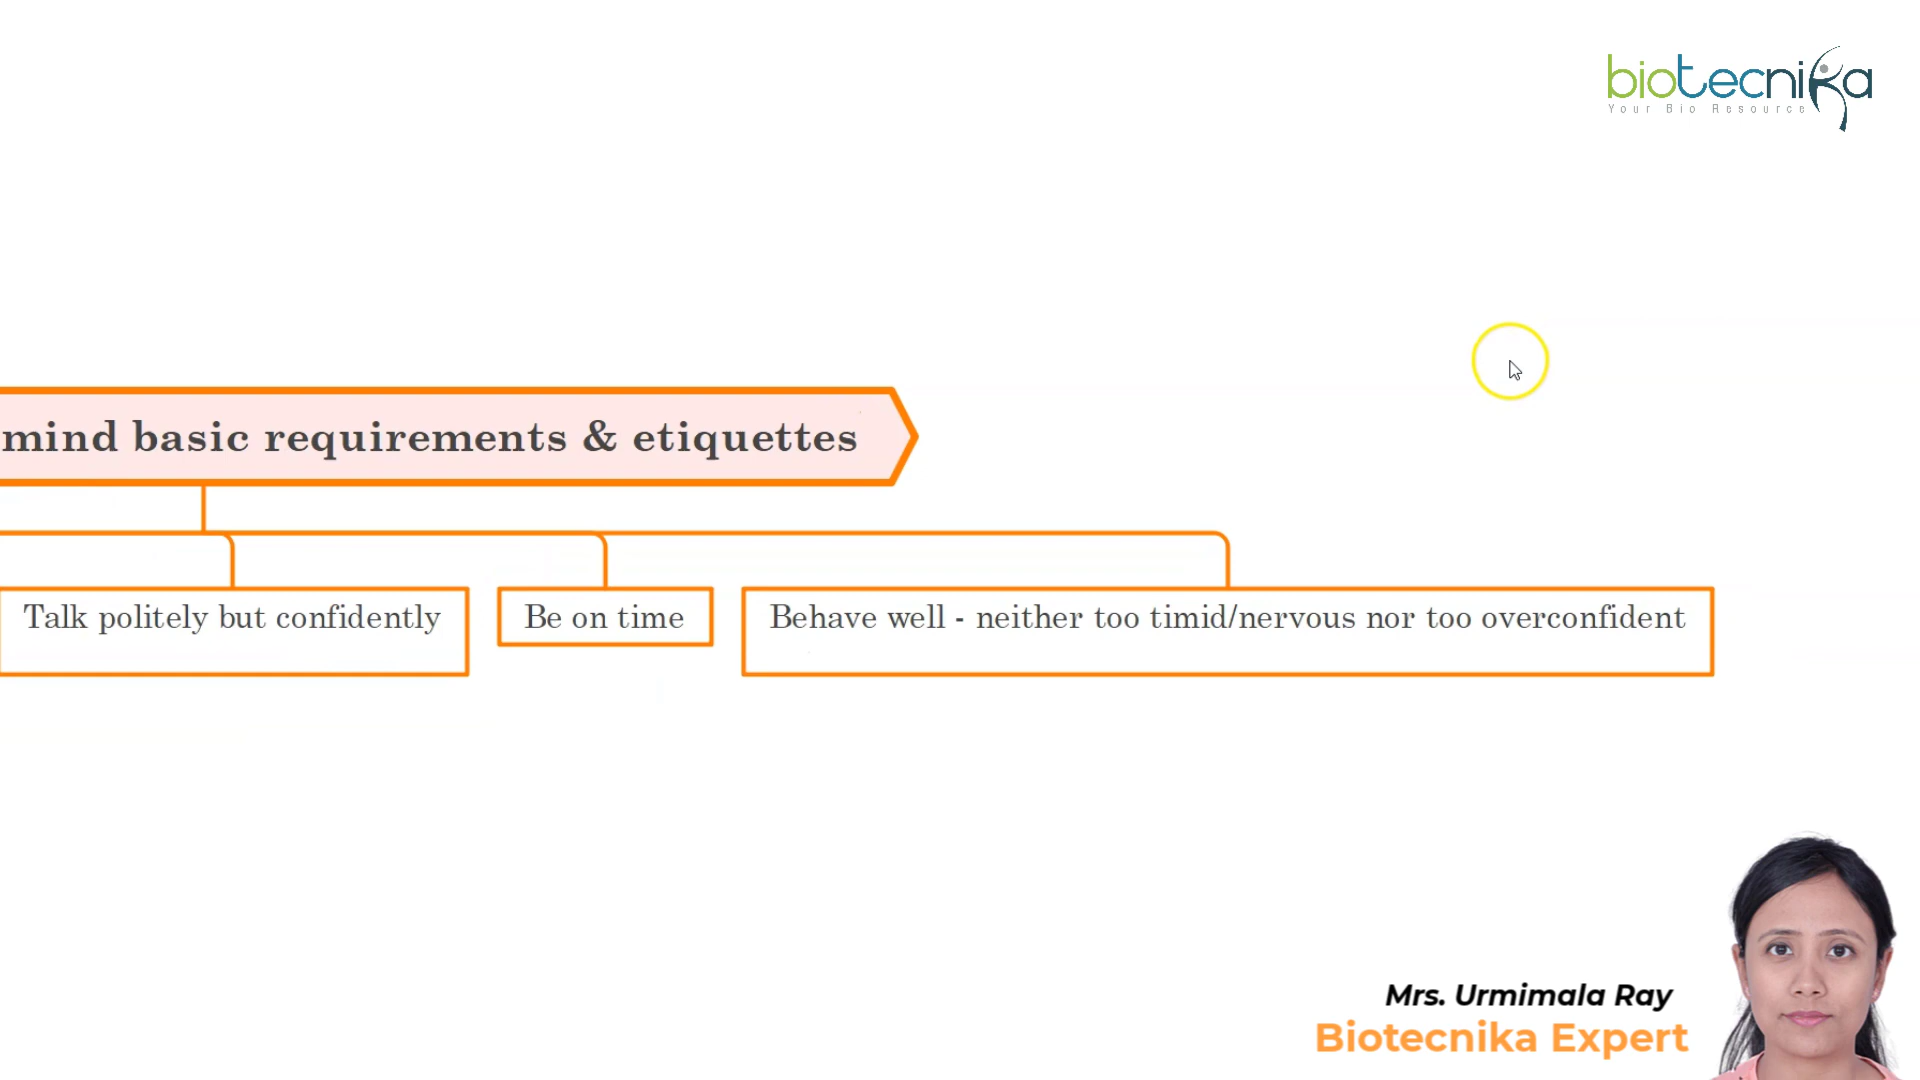 biotecnika
Your Bio Resource
mind basic requirements & etiquettes
Talk politely but confidently
Be on time
Behave well - neither too timid/nervous nor too overconfident
Mrs. Urmimala Ray
Biotecnika Expert